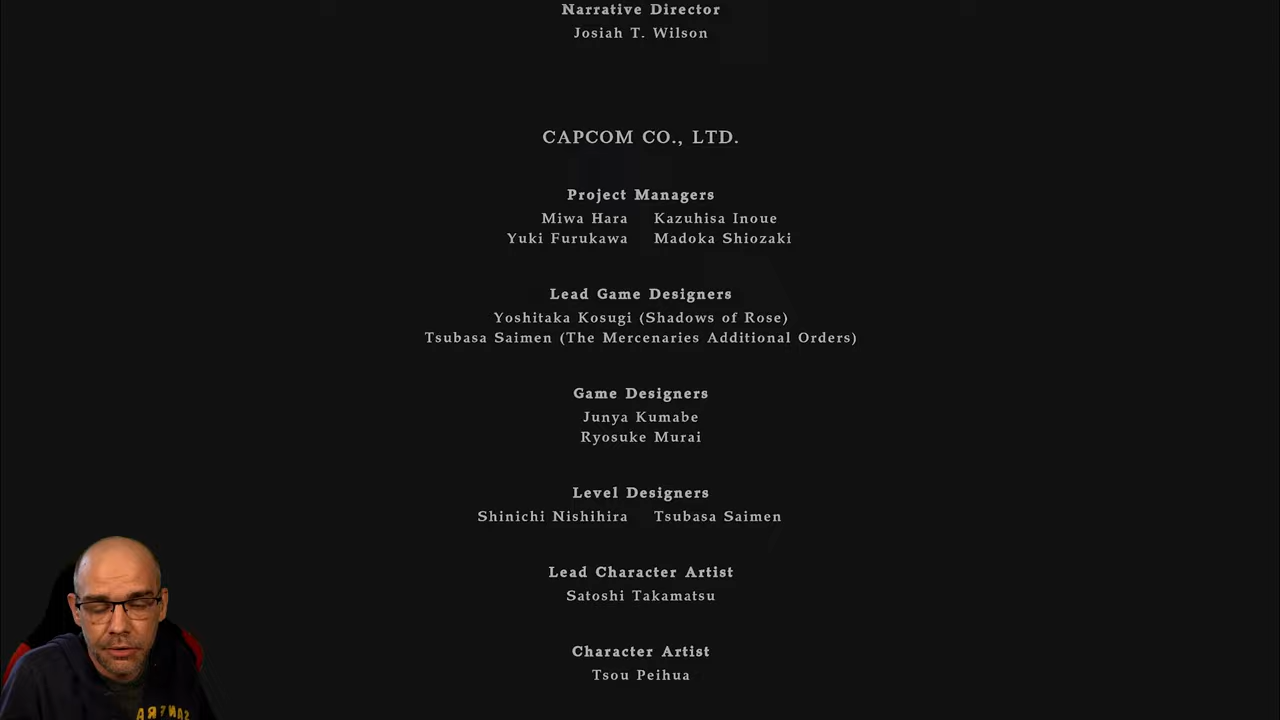 Narrative Director
Josiah T. Wilson
CAPCOM CO., LTD.
Project Managers
Miwa Hara Kazuhisa Inoue
Yuki Furukawa Madoka Shiozaki
Lead Game Designers
Yoshitaka Kosugi (Shadows of Rose)
Tsubasa Saimen (The Mercenaries Additional Orders)
Game Designers
Junya Kumabe
Ryosuke Murai
Level Designers
Shinichi Nishihira Tsubasa Saimen
Lead Character Artist
Satoshi Takamatsu
Character Artist
Tsou Peihua